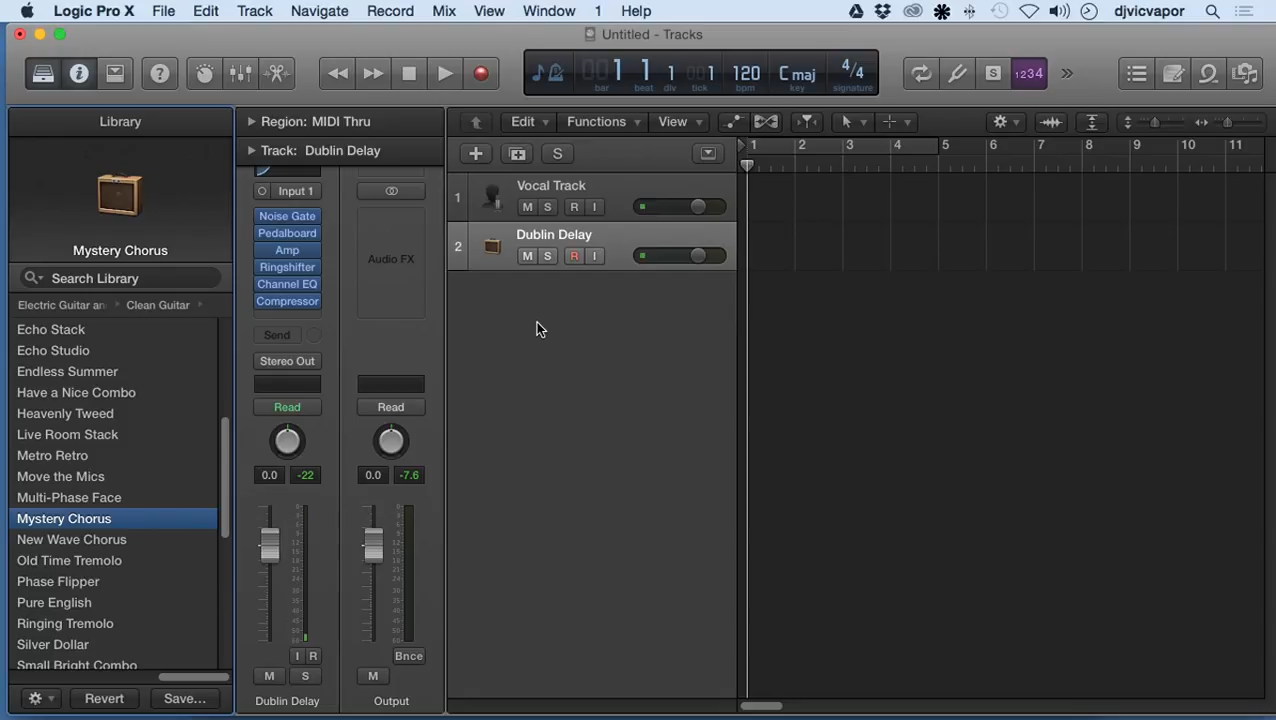 Logic Pro X File Edit Track Navigate Record Mix View Window 1 Help djvicvapor
Untitled - Tracks
001 1 1 001 120 C maj 4/4
bar beat div tick bpm key signature
S 1234
Library
Region: MIDI Thru
Edit Functions View
Track: Dublin Delay
S
1 2 3 4 5 6 7 8 9 10 11
Mystery Chorus
Search Library
Electric Guitar an Clean Guitar
Echo Stack
Echo Studio
Endless Summer
Have a Nice Combo
Heavenly Tweed
Live Room Stack
Metro Retro
Move the Mics
Multi-Phase Face
Mystery Chorus
New Wave Chorus
Old Time Tremolo
Phase Flipper
Pure English
Ringing Tremolo
Silver Dollar
Small Bright Combo
Revert Save...
Input 1
Noise Gate
Pedalboard
Amp
Ringshifter
Channel EQ
Compressor
Send
Stereo Out
Read
0.0 -22
I R
M S
Dublin Delay
Audio FX
Read
0.0 -7.6
Bnce
M
Output
1 Vocal Track
M S R I
2 Dublin Delay
M S R I